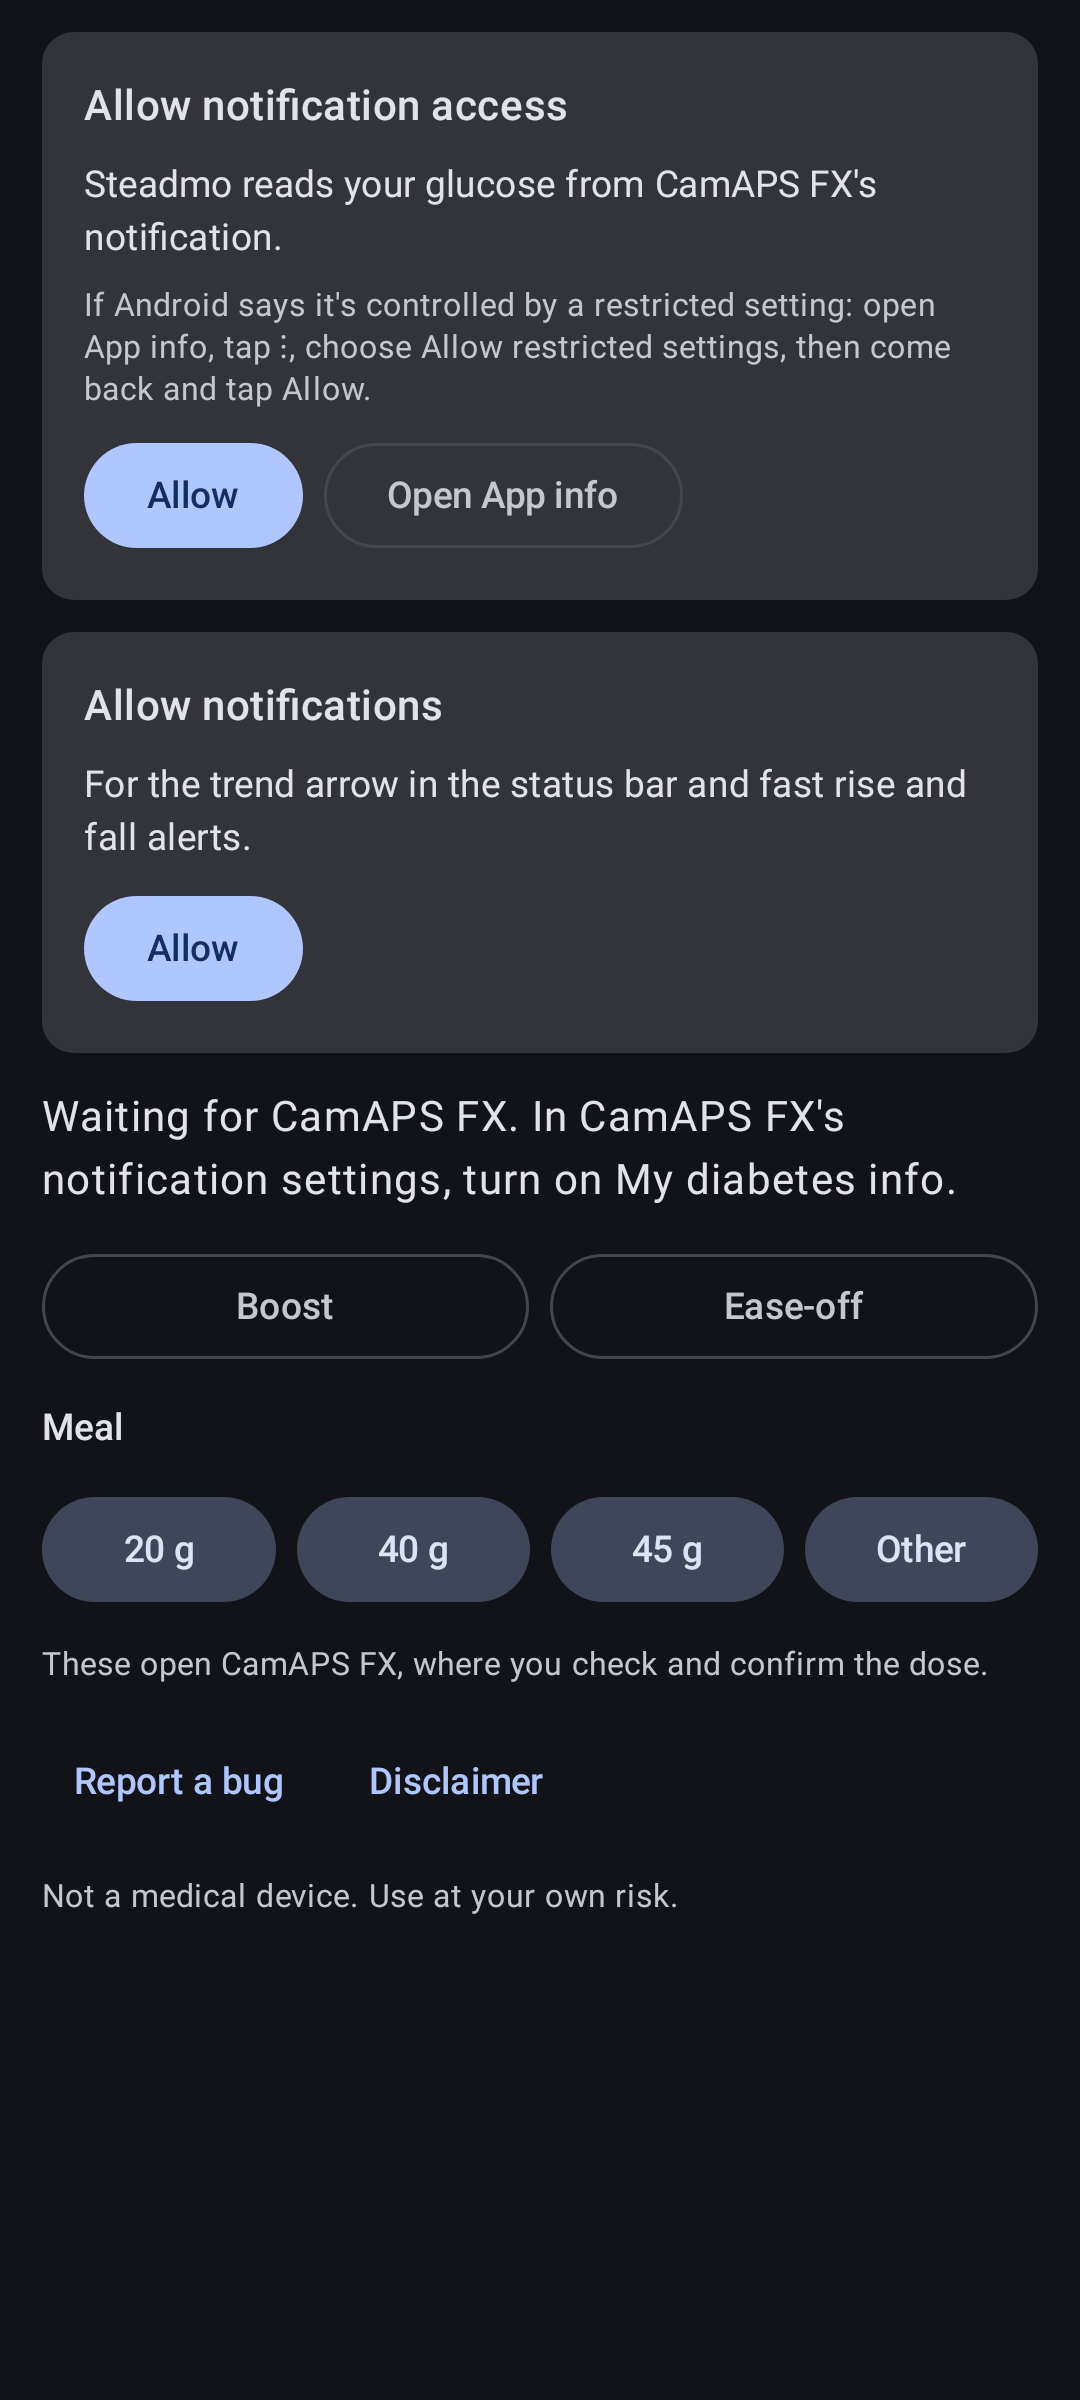 Allow notification access
Steadmo reads your glucose from CamAPS FX's
notification.
If Android says it's controlled by a restricted setting: open
App info, tap ⋮, choose Allow restricted settings, then come
back and tap Allow.
Allow
Open App info
Allow notifications
For the trend arrow in the status bar and fast rise and
fall alerts.
Allow
Waiting for CamAPS FX. In CamAPS FX's
notification settings, turn on My diabetes info.
Boost
Ease-off
Meal
20 g
40 g
45 g
Other
These open CamAPS FX, where you check and confirm the dose.
Report a bug
Disclaimer
Not a medical device. Use at your own risk.